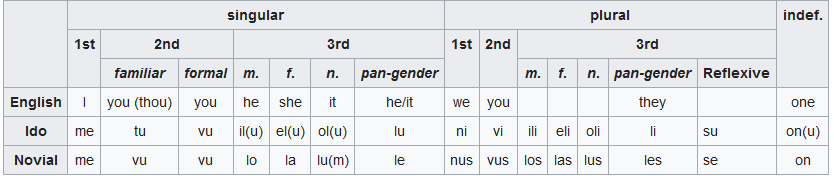 singular plural indef.
1st 2nd 3rd 1st 2nd 3rd
familiar formal m. f. n. pan-gender m. f. n. pan-gender Reflexive
English I you (thou) you he she it he/it we you they one
Ido me tu vu il(u) el(u) ol(u) lu ni vi ili eli oli li su on(u)
Novial me vu vu lo la lu(m) le nus vus los las lus les se on